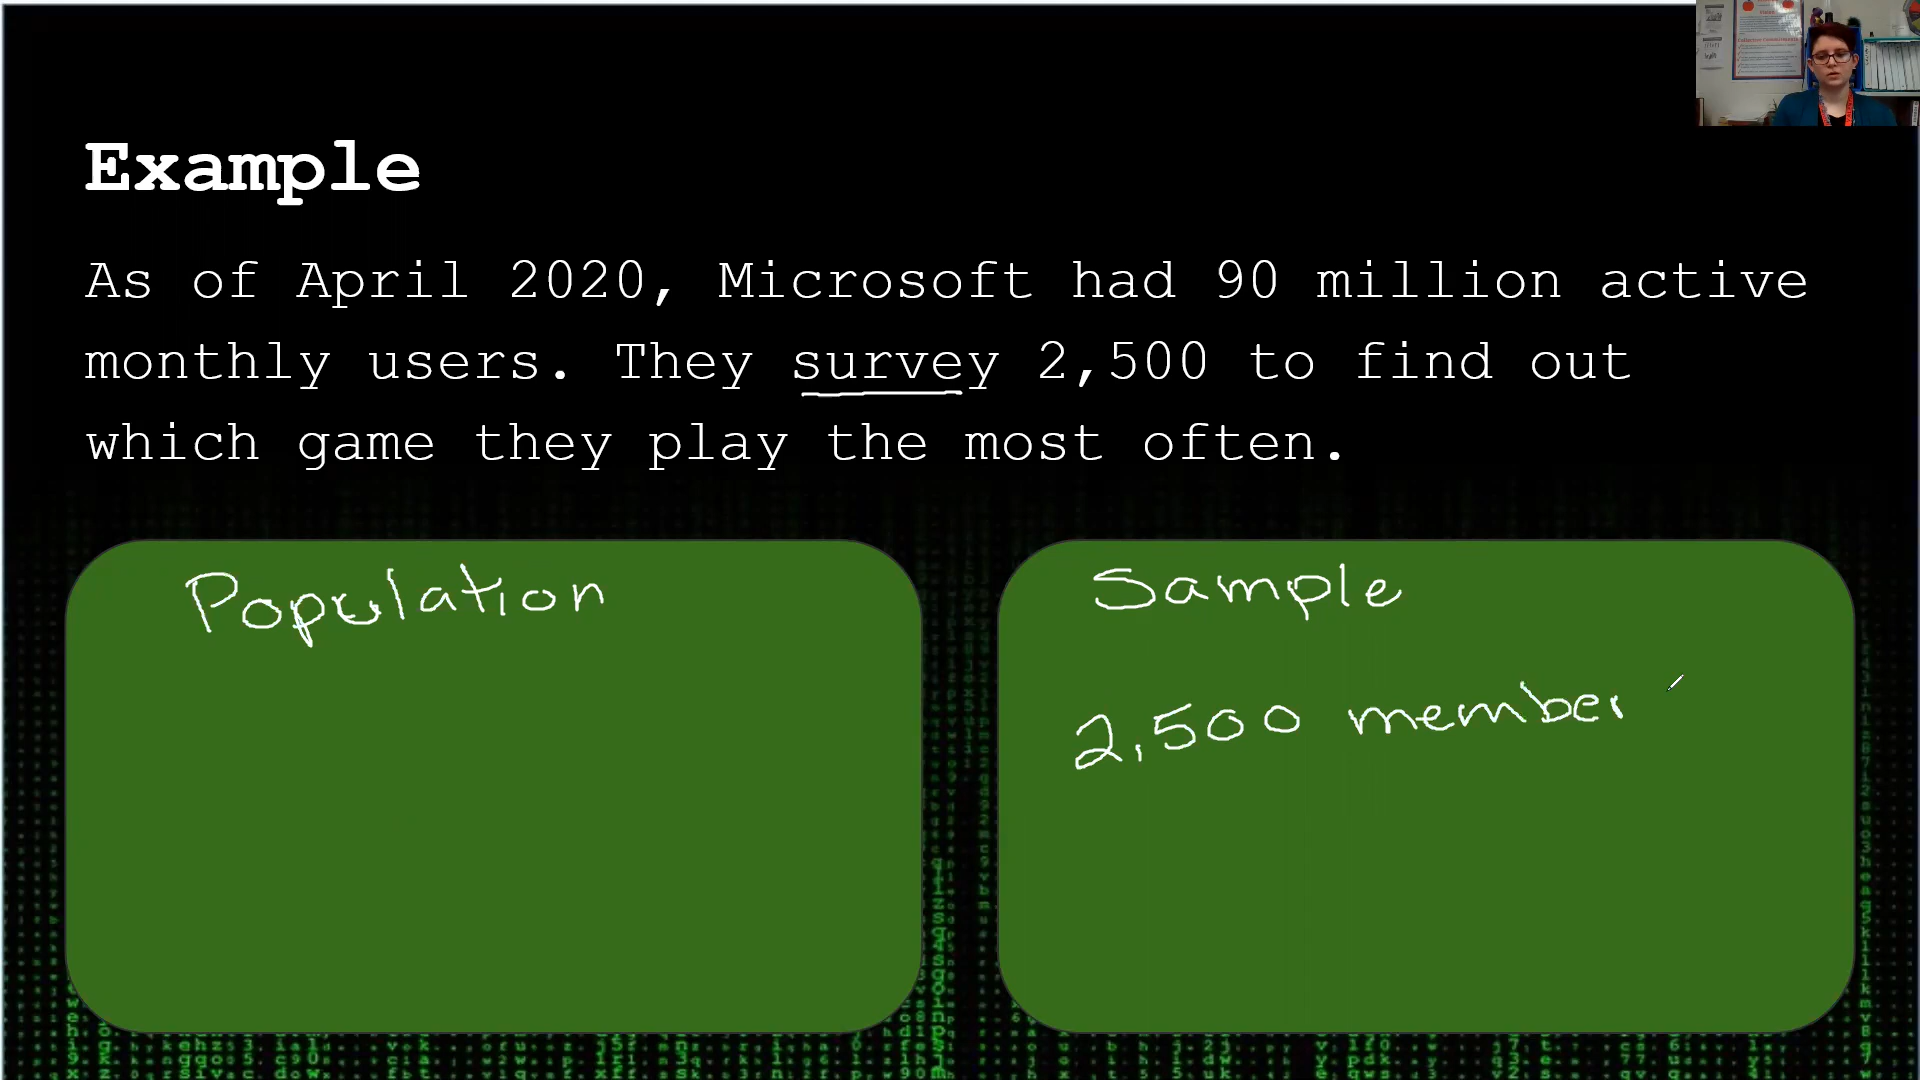 Example
As of April 2020, Microsoft had 90 million active
monthly users. They survey 2,500 to find out
which game they play the most often.
Population
Sample
2,500 member